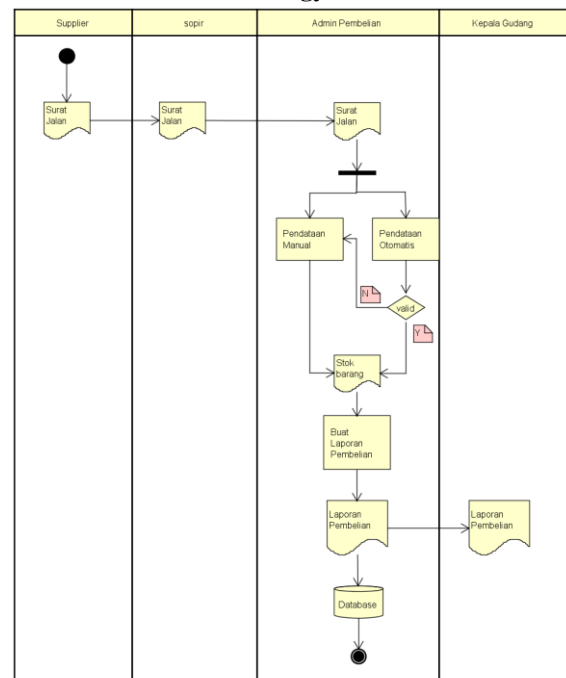 Supplier
sopir
Admin Pembelian
Kepala Gudang
Surat
Jalan
Surat
Jalan
Surat
Jalan
Pendataan
Manual
Pendataan
Otomatis
N
valid
Y
Stok
barang
Buat
Laporan
Pembelian
Laporan
Pembelian
Laporan
Pembelian
Database